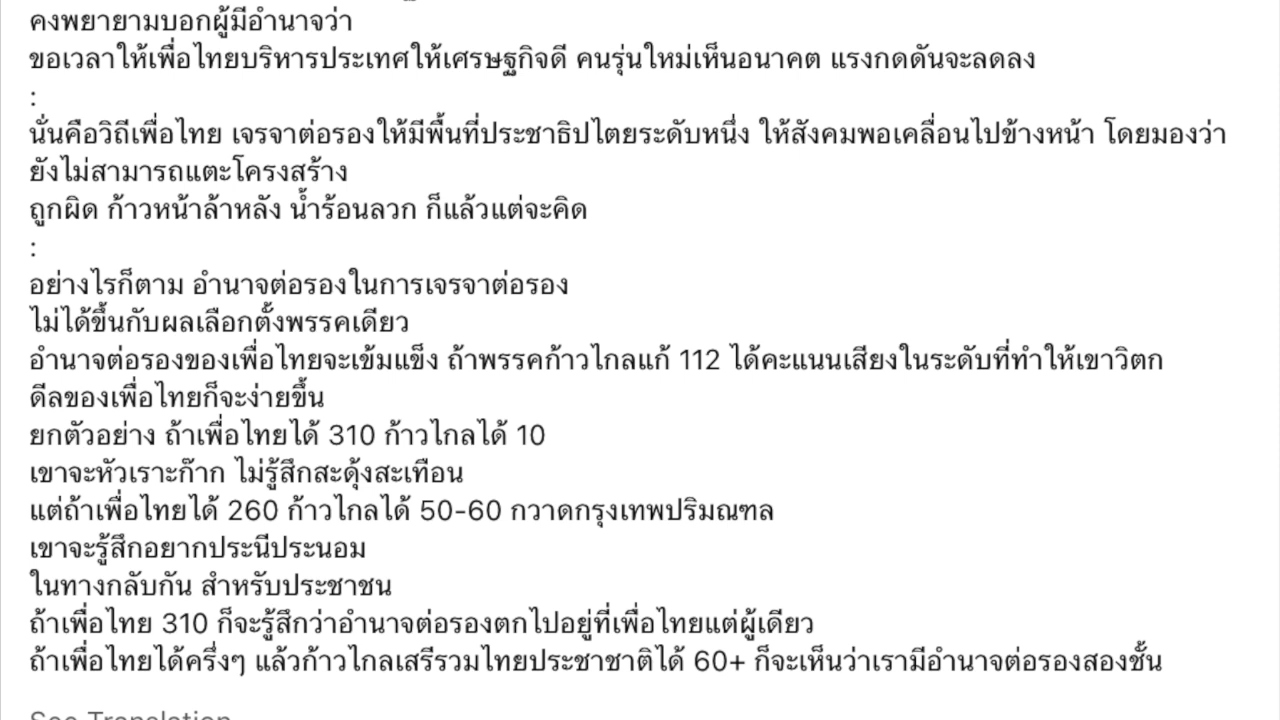 คงพยายามบอกผู้มีอำนาจว่า
ขอเวลาให้เพื่อไทยบริหารประเทศให้เศรษฐกิจดี คนรุ่นใหม่เห็นอนาคต แรงกดดันจะลดลง
:
นั่นคือวิถีเพื่อไทย เจรจาต่อรองให้มีพื้นที่ประชาธิปไตยระดับหนึ่ง ให้สังคมพอเคลื่อนไปข้างหน้า โดยมองว่า
ยังไม่สามารถแตะโครงสร้าง
ถูกผิด ก้าวหน้าล้าหลัง น้ำร้อนลวก ก็แล้วแต่จะคิด
:
อย่างไรก็ตาม อำนาจต่อรองในการเจรจาต่อรอง
ไม่ได้ขึ้นกับผลเลือกตั้งพรรคเดียว
อำนาจต่อรองของเพื่อไทยจะเข้มแข็ง ถ้าพรรคก้าวไกลแก้ 112 ได้คะแนนเสียงในระดับที่ทำให้เขาวิตก
ดีลของเพื่อไทยก็จะง่ายขึ้น
ยกตัวอย่าง ถ้าเพื่อไทยได้ 310 ก้าวไกลได้ 10
เขาจะหัวเราะก๊าก ไม่รู้สึกสะดุ้งสะเทือน
แต่ถ้าเพื่อไทยได้ 260 ก้าวไกลได้ 50-60 กวาดกรุงเทพปริมณฑล
เขาจะรู้สึกอยากประนีประนอม
ในทางกลับกัน สำหรับประชาชน
ถ้าเพื่อไทย 310 ก็จะรู้สึกว่าอำนาจต่อรองตกไปอยู่ที่เพื่อไทยแต่ผู้เดียว
ถ้าเพื่อไทยได้ครึ่งๆ แล้วก้าวไกลเสรีรวมไทยประชาชาติได้ 60+ ก็จะเห็นว่าเรามีอำนาจต่อรองสองชั้น
See Translation